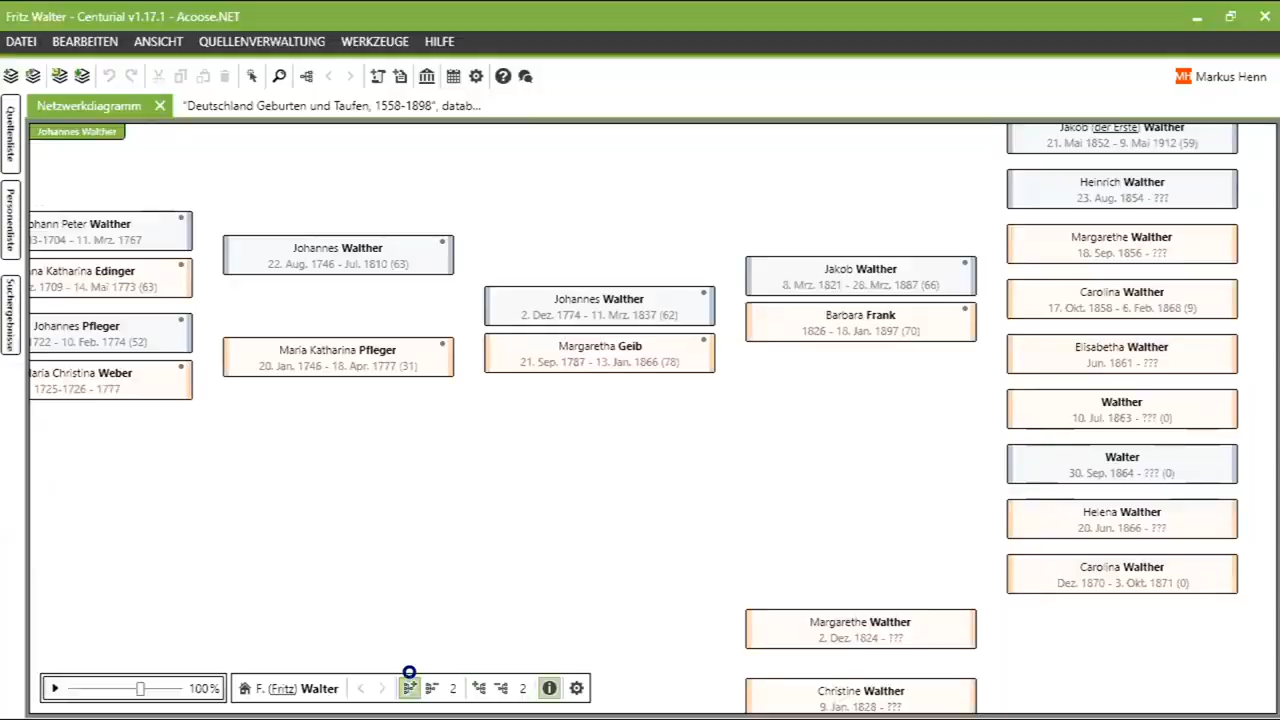 Fritz Walter - Centurial v1.17.1 - Acoose.NET
DATEI BEARBEITEN ANSICHT QUELLENVERWALTUNG WERKZEUGE HILFE
Markus Henn
Netzwerkdiagramm
"Deutschland Geburten und Taufen, 1558-1898", datab...
Quellenliste
Personenliste
Suchergebnisse
Johannes Walther
ohann Peter Walther
3-1704 - 11. Mrz. 1767
na Katharina Edinger
. 1709 - 14. Mai 1773 (63)
Johannes Pfleger
1722 - 10. Feb. 1774 (52)
aria Christina Weber
1725-1726 - 1777
Johannes Walther
22. Aug. 1746 - Jul. 1810 (63)
Maria Katharina Pfleger
20. Jan. 1746 - 18. Apr. 1777 (31)
Johannes Walther
2. Dez. 1774 - 11. Mrz. 1837 (62)
Margaretha Geib
21. Sep. 1787 - 13. Jan. 1866 (78)
Jakob Walther
8. Mrz. 1821 - 28. Mrz. 1887 (66)
Barbara Frank
1826 - 18. Jan. 1897 (70)
Margarethe Walther
2. Dez. 1824 - ???
Christine Walther
9. Jan. 1828 - ???
Jakob (der Erste) Walther
21. Mai 1852 - 9. Mai 1912 (59)
Heinrich Walther
23. Aug. 1854 - ???
Margarethe Walther
18. Sep. 1856 - ???
Carolina Walther
17. Okt. 1858 - 6. Feb. 1868 (9)
Elisabetha Walther
Jun. 1861 - ???
Walther
10. Jul. 1863 - ??? (0)
Walter
30. Sep. 1864 - ??? (0)
Helena Walther
20. Jun. 1866 - ???
Carolina Walther
Dez. 1870 - 3. Okt. 1871 (0)
100% F. (Fritz) Walter 2 2